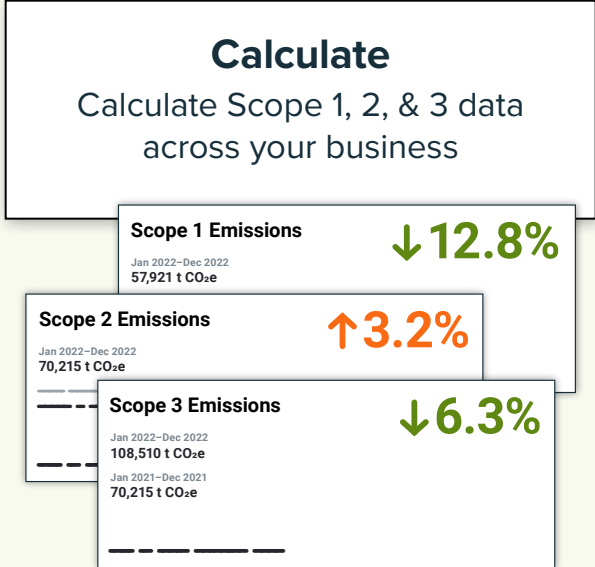 Calculate
Calculate Scope 1, 2, & 3 data
across your business
Scope 1 Emissions
↓12.8%
Jan 2022–Dec 2022
57,921 t CO₂e
Scope 2 Emissions
↑3.2%
Jan 2022–Dec 2022
70,215 t CO₂e
Scope 3 Emissions
↓6.3%
Jan 2022–Dec 2022
108,510 t CO₂e
Jan 2021–Dec 2021
70,215 t CO₂e